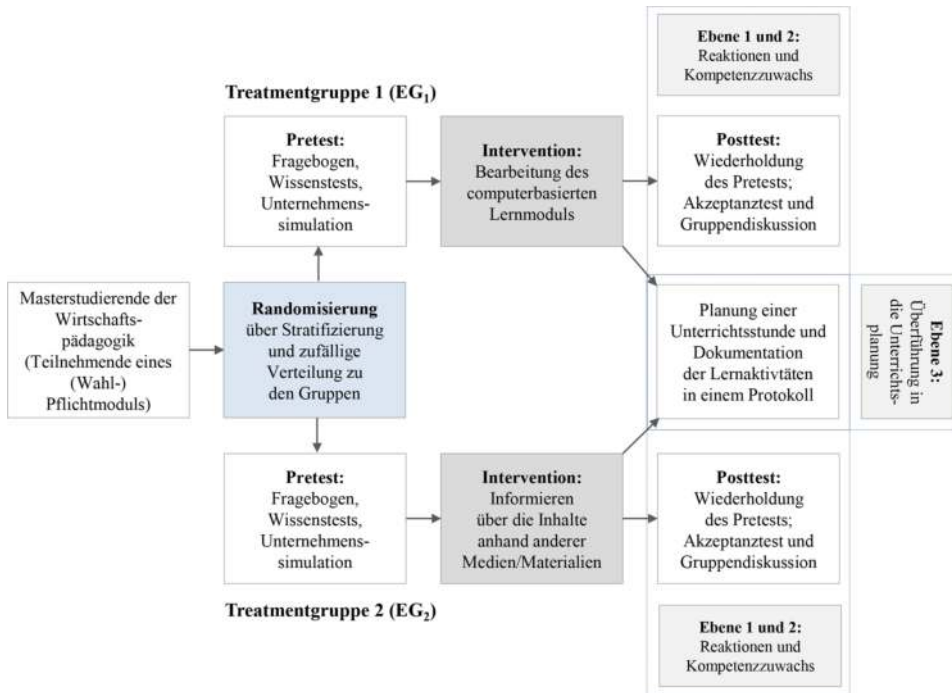 Ebene 1 und 2:
Reaktionen und
Kompetenzzuwachs
Treatmentgruppe 1 (EG₁)
Pretest:
Fragebogen,
Wissenstests,
Unternehmens-
simulation
Intervention:
Bearbeitung des
computerbasierten
Lernmoduls
Posttest:
Wiederholung
des Pretests;
Akzeptanztest und
Gruppendiskussion
Masterstudierende der
Wirtschafts-
pädagogik
(Teilnehmende eines
(Wahl-)
Pflichtmoduls)
Randomisierung
über Stratifizierung
und zufällige
Verteilung zu
den Gruppen
Planung einer
Unterrichtsstunde und
Dokumentation
der Lernaktivtäten
in einem Protokoll
Ebene 3:
Überführung in
die Unterrichts-
planung
Pretest:
Fragebogen,
Wissenstests,
Unternehmens-
simulation
Intervention:
Informieren
über die Inhalte
anhand anderer
Medien/Materialien
Posttest:
Wiederholung
des Pretests;
Akzeptanztest und
Gruppendiskussion
Treatmentgruppe 2 (EG₂)
Ebene 1 und 2:
Reaktionen und
Kompetenzzuwachs